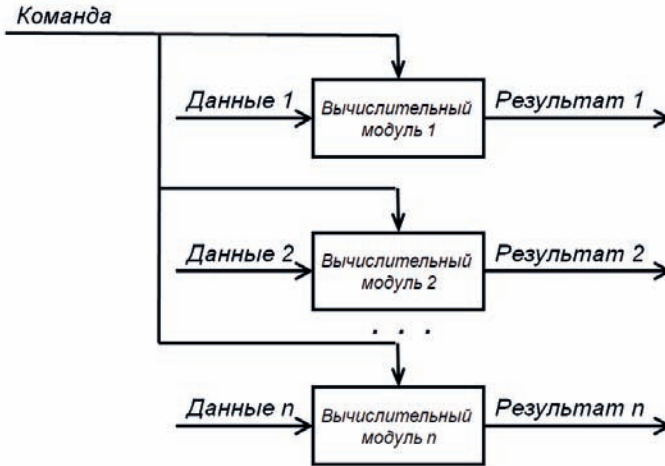 Команда
Данные 1
Вычислительный
модуль 1
Результат 1
Данные 2
Вычислительный
модуль 2
Результат 2
. . .
Данные n
Вычислительный
модуль n
Результат n